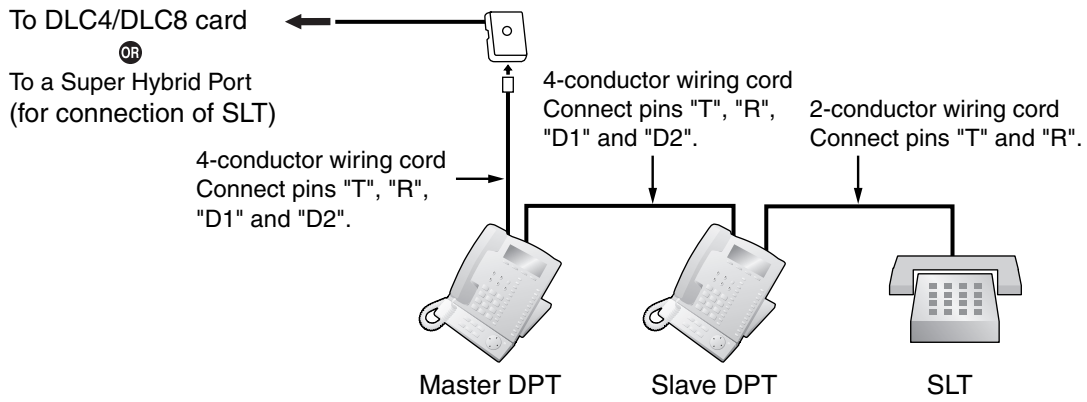 To DLC4/DLC8 card
OR
To a Super Hybrid Port
(for connection of SLT)
4-conductor wiring cord
Connect pins "T", "R",
"D1" and "D2".
4-conductor wiring cord
Connect pins "T", "R",
"D1" and "D2".
2-conductor wiring cord
Connect pins "T" and "R".
Master DPT
Slave DPT
SLT